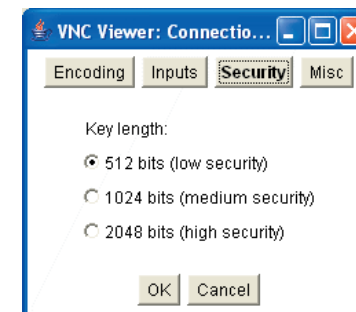 VNC Viewer: Connectio...
Encoding Inputs Security Misc
Key length:
512 bits (low security)
1024 bits (medium security)
2048 bits (high security)
OK Cancel